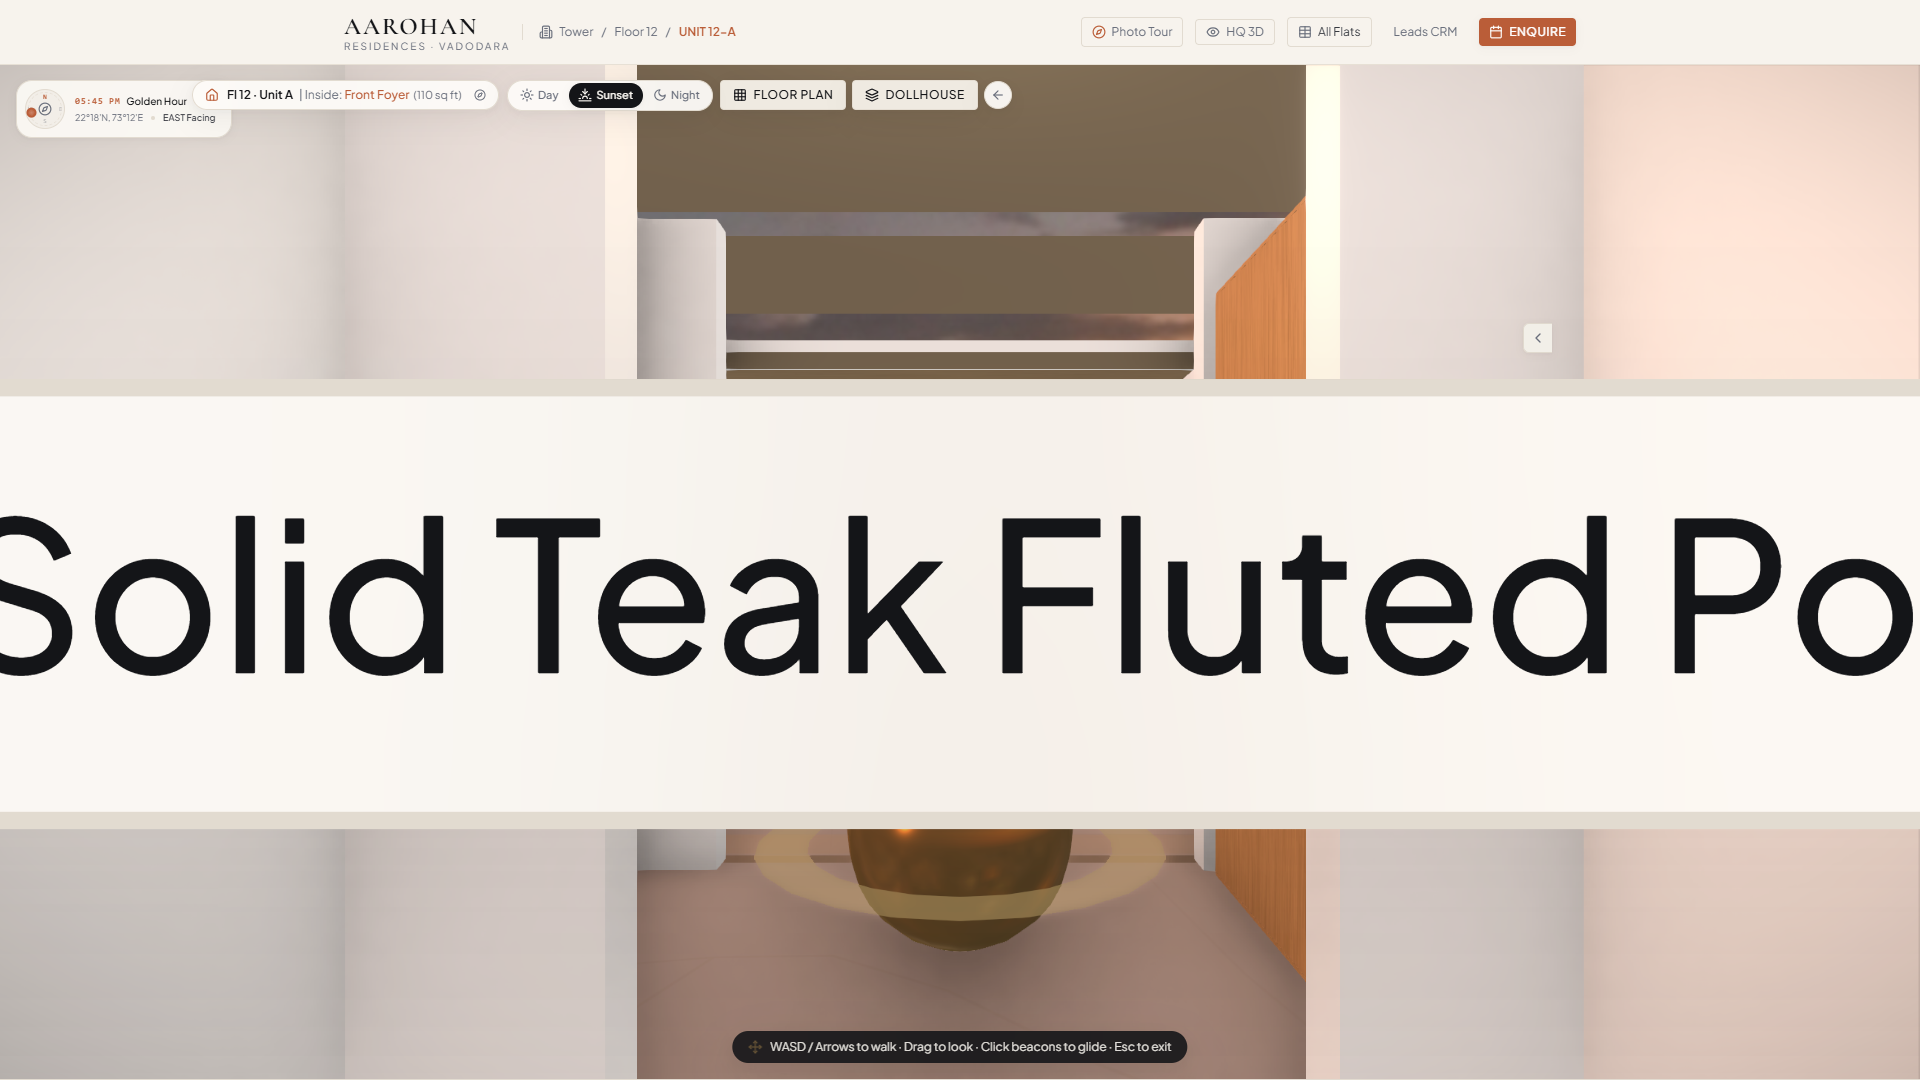 AAROHAN
RESIDENCES · VADODARA
Tower / Floor 12 / UNIT 12-A
Photo Tour
HQ 3D
All Flats
Leads CRM
ENQUIRE
N
S
05:45 PM Golden Hour
22°18'N, 73°12'E EAST Facing
Fl 12 · Unit A | Inside: Front Foyer (110 sq ft)
Day
Sunset
Night
FLOOR PLAN
DOLLHOUSE
Solid Teak Fluted Po
WASD / Arrows to walk · Drag to look · Click beacons to glide · Esc to exit